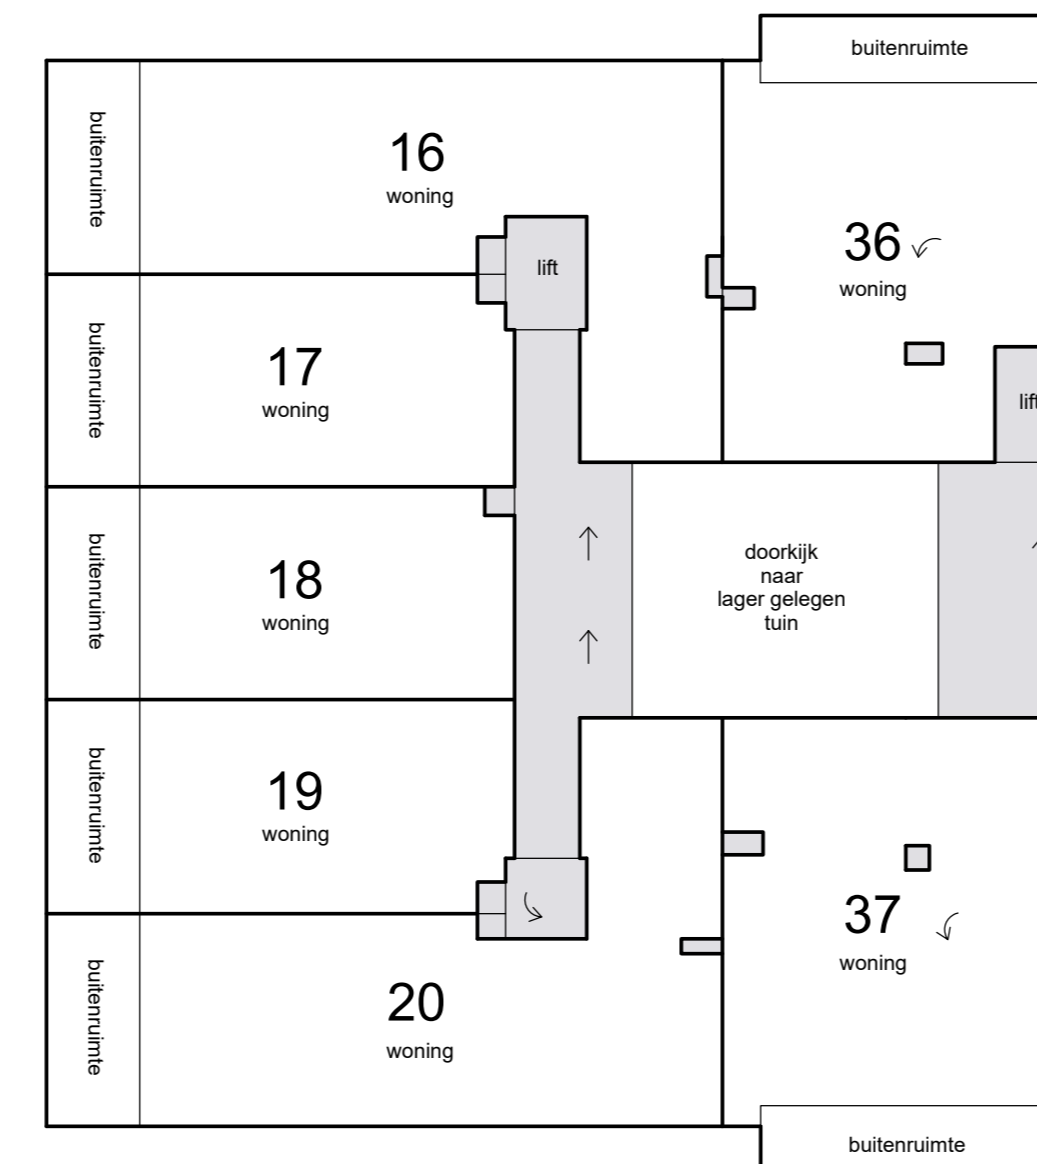 buitenruimte
buitenruimte
16
woning
36
woning
lift
buitenruimte
17
woning
lift
buitenruimte
18
woning
doorkijk
naar
lager gelegen
tuin
buitenruimte
19
woning
37
woning
buitenruimte
20
woning
buitenruimte